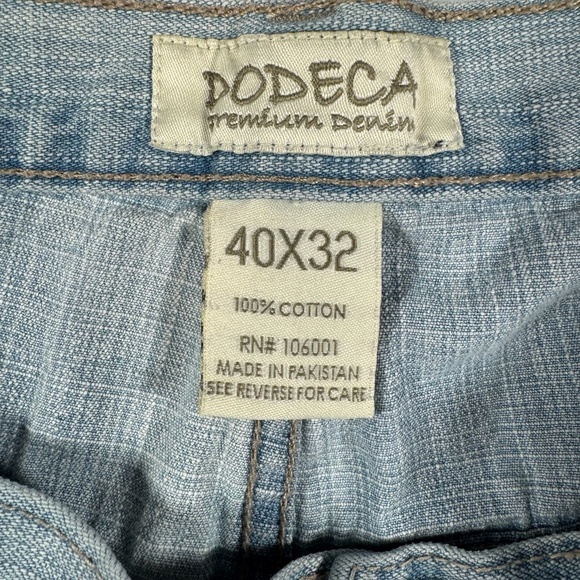 DODECA
Premium Denim
40X32
100% COTTON
RN# 106001
MADE IN PAKISTAN
SEE REVERSE FOR CARE